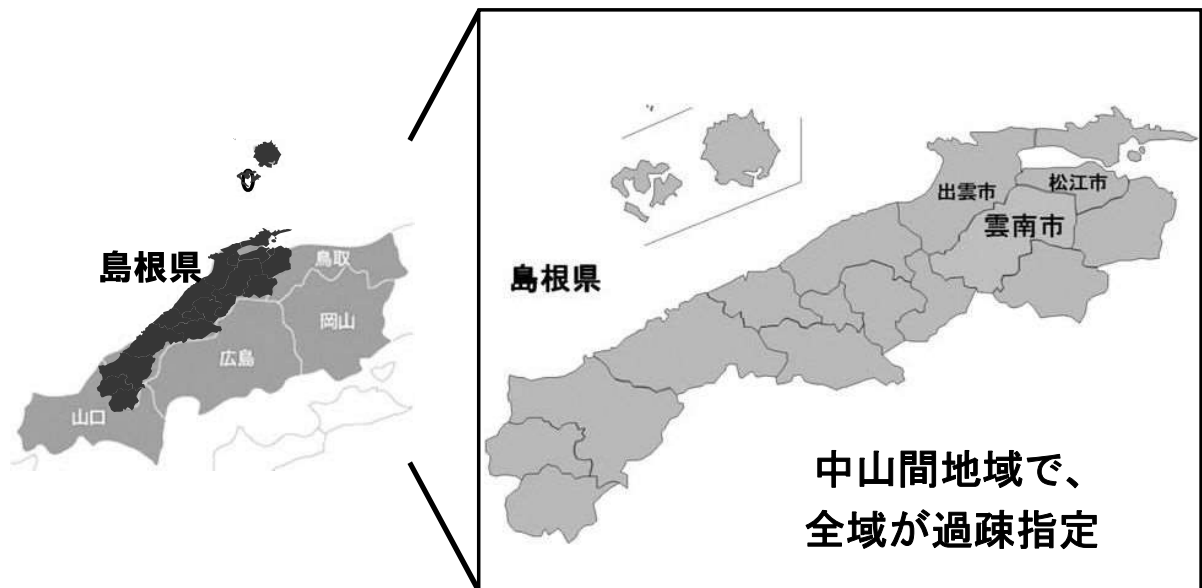 島根県
鳥取
岡山
広島
山口
出雲市
松江市
雲南市
島根県
中山間地域で、
全域が過疎指定